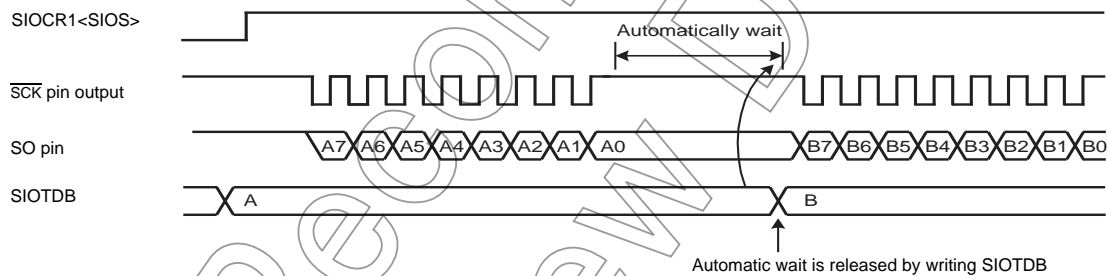 SIOCR1<SIOS>
Automatically wait
SCK pin output
SO pin
A7 A6 A5 A4 A3 A2 A1 A0 B7 B6 B5 B4 B3 B2 B1 B0
SIOTDB
A
B
Automatic wait is released by writing SIOTDB